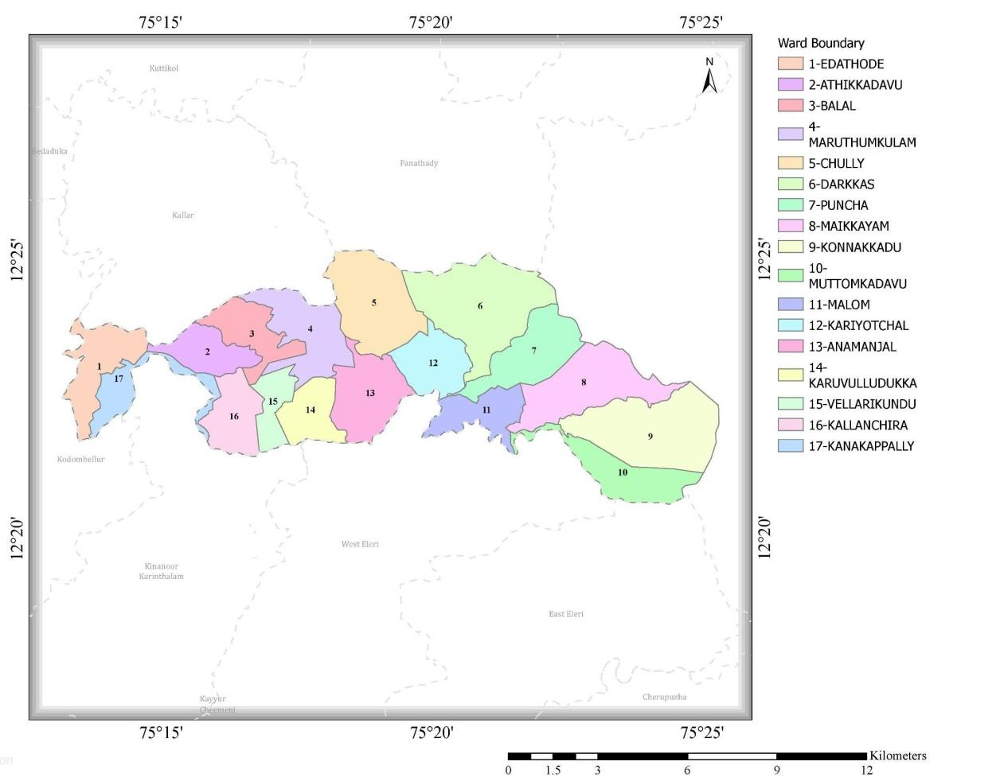 75°15'
75°20'
75°25'
Ward Boundary
1-EDATHODE
2-ATHIKKADAVU
3-BALAL
4-
MARUTHUMKULAM
5-CHULLY
6-DARKKAS
7-PUNCHA
8-MAIKKAYAM
9-KONNAKKADU
10-
MUTTOMKADAVU
11-MALOM
12-KARIYOTCHAL
13-ANAMANJAL
14-
KARUVULLUDUKKA
15-VELLARIKUNDU
16-KALLANCHIRA
17-KANAKAPPALLY
N
Kuttikol
Bedaduka
Panathady
Kallar
12°25'
12°25'
5
6
3
4
2
7
12
1
17
8
13
15
14
16
11
9
10
Kodombellur
12°20'
12°20'
West Eleri
Kinanoor
Karinthalam
East Eleri
Kayyur
Cheemeni
Cherupuzha
75°15'
75°20'
75°25'
Kilometers
0
1.5
3
6
9
12
on